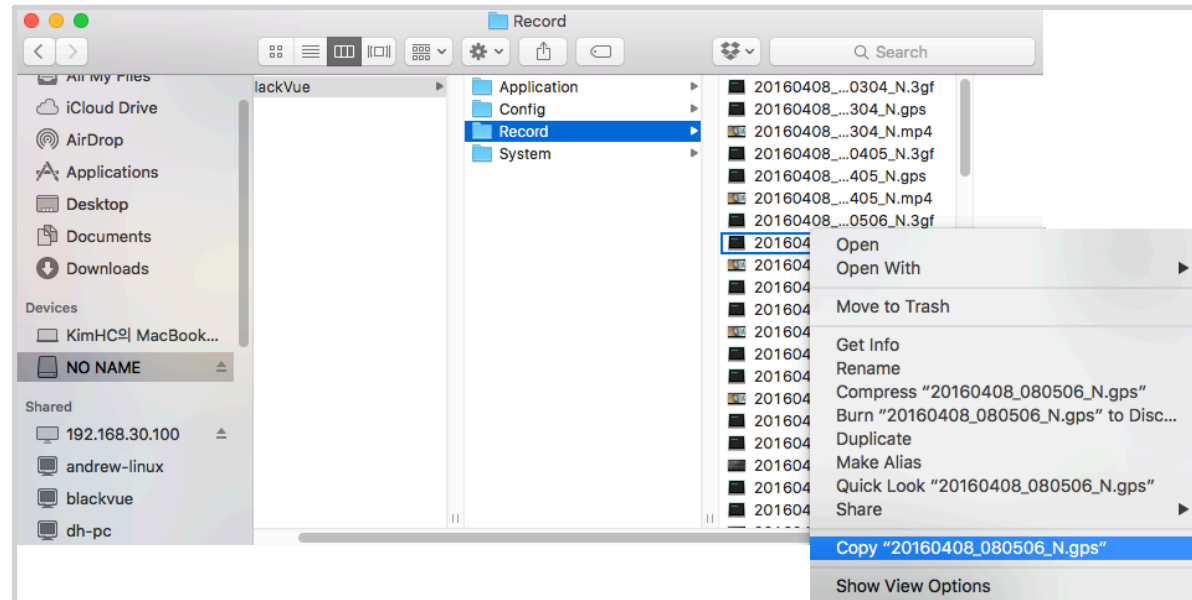 Record
Search
All My Files
iCloud Drive
AirDrop
Applications
Desktop
Documents
Downloads
Devices
KimHC의 MacBook...
NO NAME
Shared
192.168.30.100
andrew-linux
blackvue
dh-pc
lackVue
Application
Config
Record
System
20160408_...0304_N.3gf
20160408_...304_N.gps
20160408_...304_N.mp4
20160408_...0405_N.3gf
20160408_...405_N.gps
20160408_...405_N.mp4
20160408_...0506_N.3gf
201604
201604
201604
201604
201604
201604
201604
201604
201604
201604
201604
201604
201604
Open
Open With
Move to Trash
Get Info
Rename
Compress “20160408_080506_N.gps”
Burn “20160408_080506_N.gps” to Disc...
Duplicate
Make Alias
Quick Look “20160408_080506_N.gps”
Share
Copy “20160408_080506_N.gps”
Show View Options